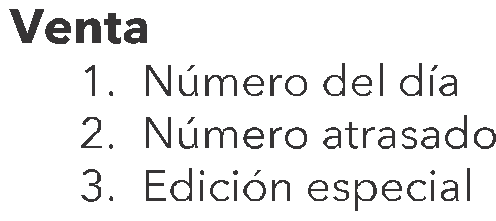 Venta
1. Número del día
2. Número atrasado
3. Edición especial